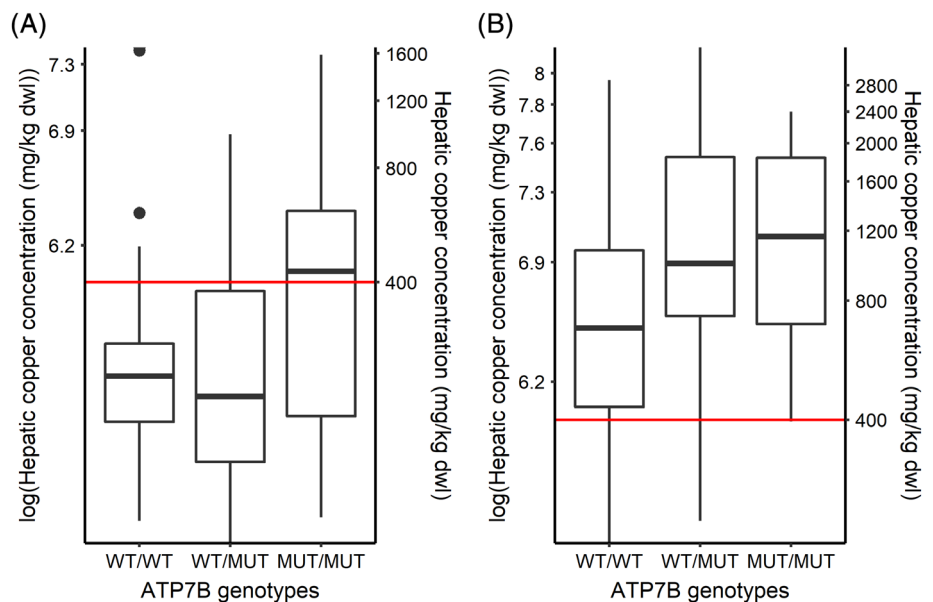 (A)
log(Hepatic copper concentration (mg/kg dwl))
7.3
6.9
6.2
1600
1200
800
400
Hepatic copper concentration (mg/kg dwl)
WT/WT WT/MUT MUT/MUT
ATP7B genotypes
(B)
log(Hepatic copper concentration (mg/kg dwl))
8
7.8
7.6
7.3
6.9
6.2
2800
2400
2000
1600
1200
800
400
Hepatic copper concentration (mg/kg dwl)
WT/WT WT/MUT MUT/MUT
ATP7B genotypes